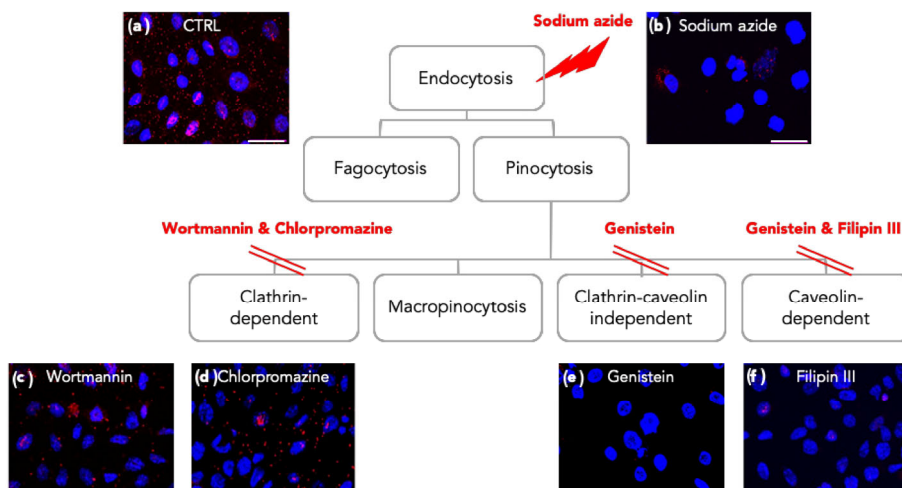 (a) CTRL
Sodium azide
(b) Sodium azide
Endocytosis
Fagocytosis
Pinocytosis
Wortmannin & Chlorpromazine
Genistein
Genistein & Filipin III
Clathrin-
dependent
Macropinocytosis
Clathrin-caveolin
independent
Caveolin-
dependent
(c) Wortmannin
(d) Chlorpromazine
(e) Genistein
(f) Filipin III